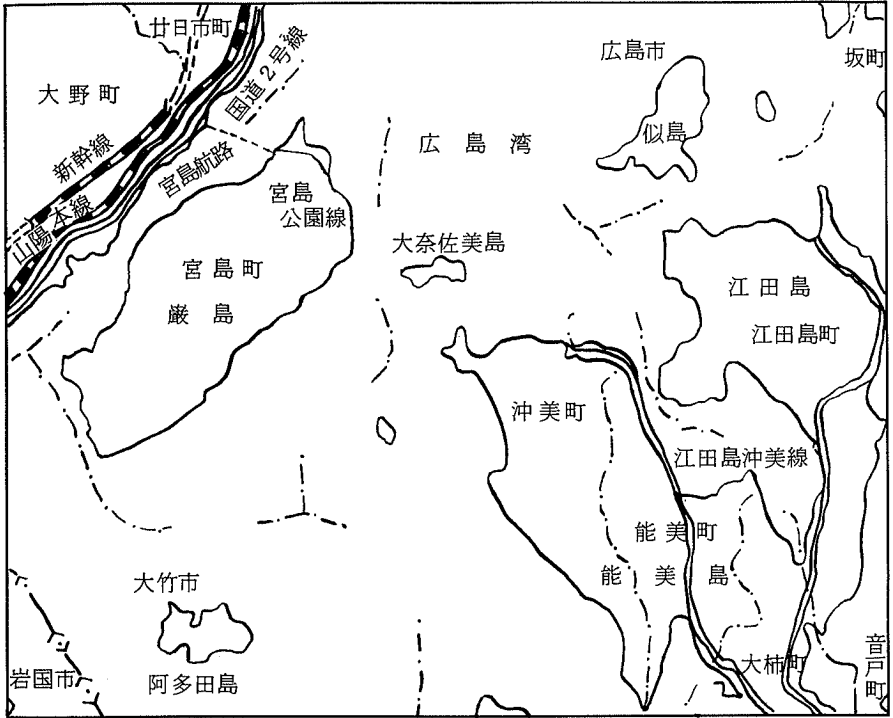 廿日市町
大野町
国道2号線
新幹線
山陽本線
宮島航路
宮島
公園線
宮島町
厳島
広島湾
広島市
似島
坂町
大奈佐美島
江田島
江田島町
沖美町
江田島沖美線
能美町
能美島
大柿町
音戸町
大竹市
阿多田島
岩国市